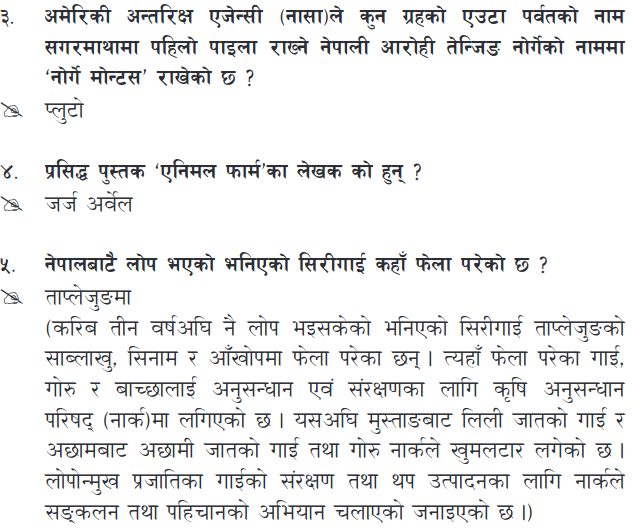 ३. अमेरिकी अन्तरिक्ष एजेन्सी (नासा)ले कुन ग्रहको एउटा पर्वतको नाम
सगरमाथामा पहिलो पाइला राख्ने नेपाली आरोही तेन्जिङ नोर्गेको नाममा
‘नोर्गे मोन्टस’ राखेको छ ?
प्लुटो
४. प्रसिद्ध पुस्तक ‘एनिमल फार्म’का लेखक को हुन् ?
जर्ज अर्वेल
५. नेपालबाटै लोप भएको भनिएको सिरीगाई कहाँ फेला परेको छ ?
ताप्लेजुङमा
(करिब तीन वर्षअघि नै लोप भइसकेको भनिएको सिरीगाई ताप्लेजुङको
साब्लाखु, सिनाम र आँखोपमा फेला परेका छन् । त्यहाँ फेला परेका गाई,
गोरु र बाच्छालाई अनुसन्धान एवं संरक्षणका लागि कृषि अनुसन्धान
परिषद् (नार्क)मा लगिएको छ । यसअघि मुस्ताङबाट लिली जातको गाई र
अछामबाट अछामी जातको गाई तथा गोरु नार्कले खुमलटार लगेको छ ।
लोपोन्मुख प्रजातिका गाईको संरक्षण तथा थप उत्पादनका लागि नार्कले
सङ्कलन तथा पहिचानको अभियान चलाएको जनाइएको छ ।)